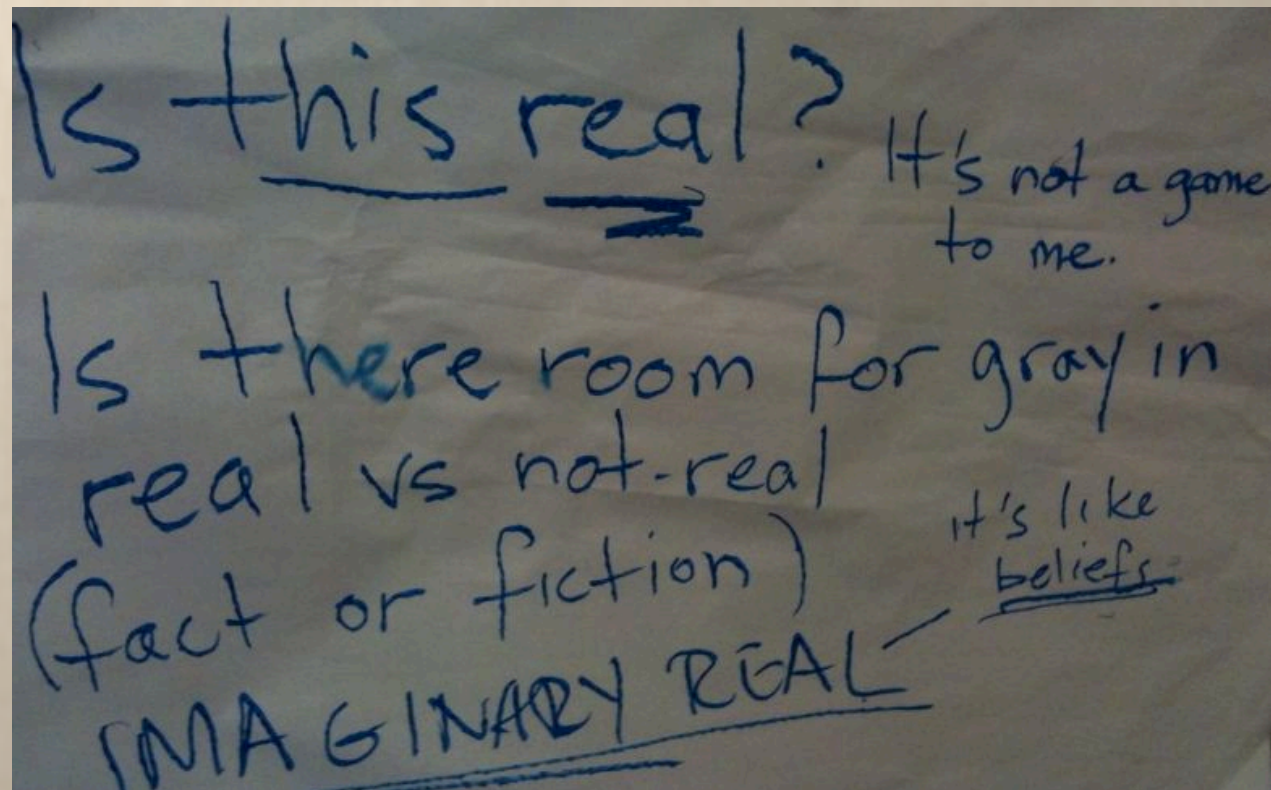 Is this real?
It's not a game
to me.
Is there room for gray in
real vs not-real
(fact or fiction)
it's like
beliefs
IMAGINARY REAL